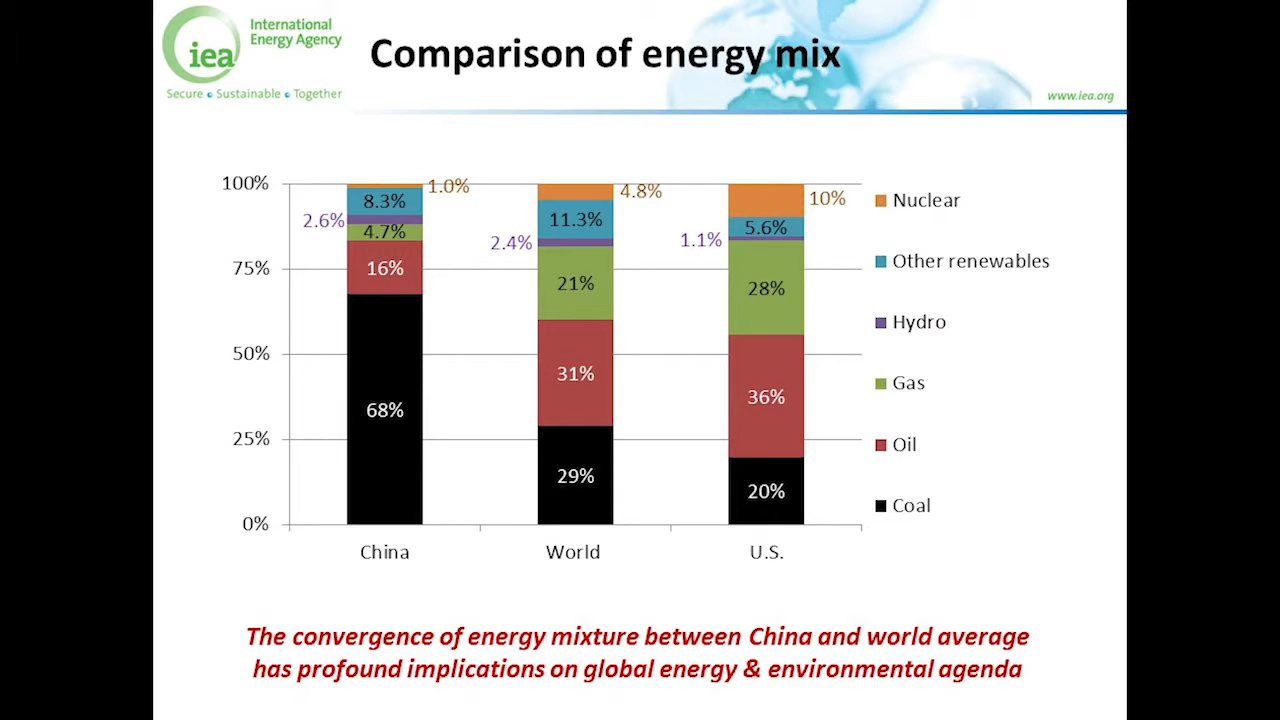 International
Energy Agency
iea
Secure • Sustainable • Together
Comparison of energy mix
www.iea.org
100%
75%
50%
25%
0%
1.0%
8.3%
2.6%
4.7%
16%
68%
4.8%
11.3%
2.4%
21%
31%
29%
10%
5.6%
1.1%
28%
36%
20%
China
World
U.S.
Nuclear
Other renewables
Hydro
Gas
Oil
Coal
The convergence of energy mixture between China and world average
has profound implications on global energy & environmental agenda